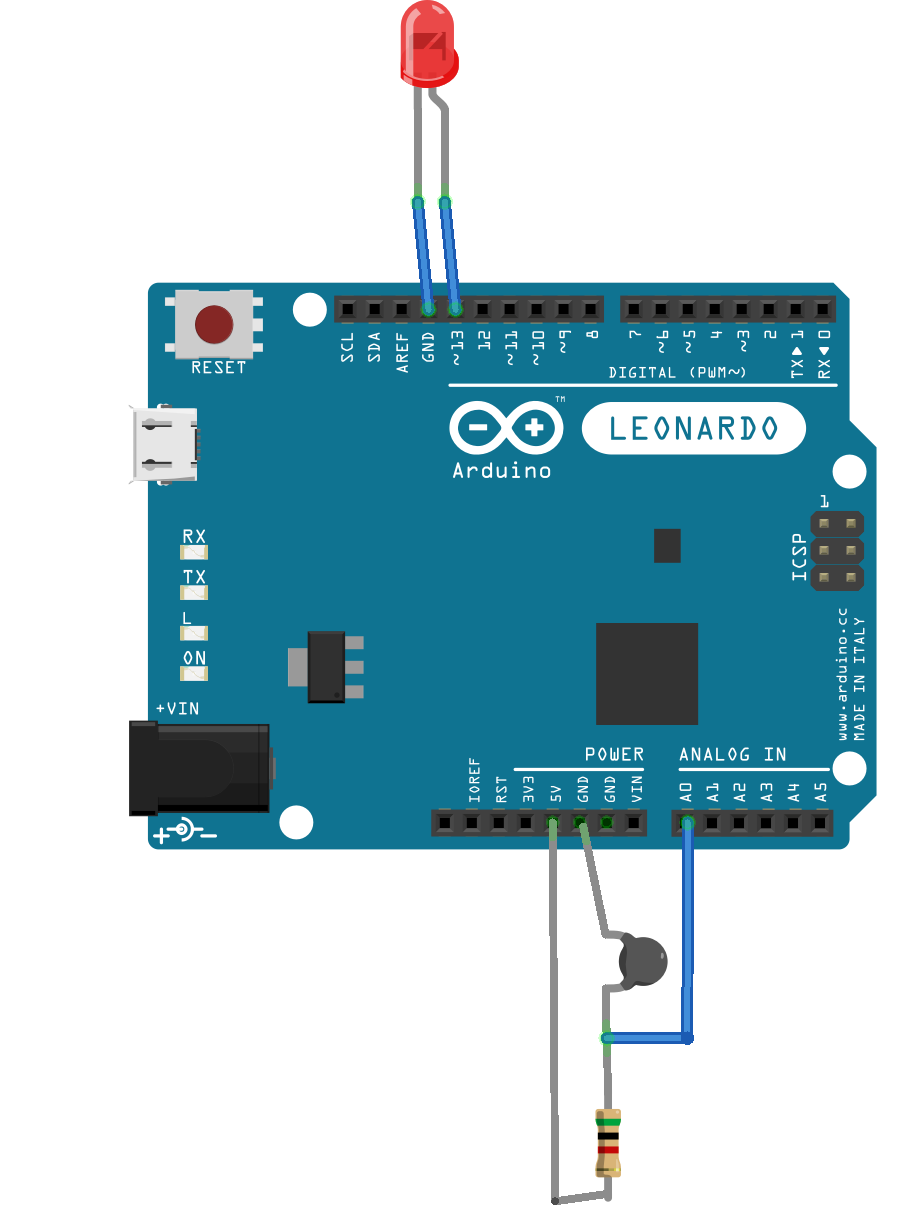 RESET
SCL
SDA
AREF
GND
~13
12
~11
~10
~9
8
7
~6
~5
4
~3
2
TX▶ 1
RX◀ 0
DIGITAL (PWM~)
TM
LEONARDO
Arduino
1
ICSP
RX
TX
L
ON
+VIN
www.arduino.cc
MADE IN ITALY
POWER
ANALOG IN
IOREF
RST
3V3
5V
GND
GND
VIN
A0
A1
A2
A3
A4
A5